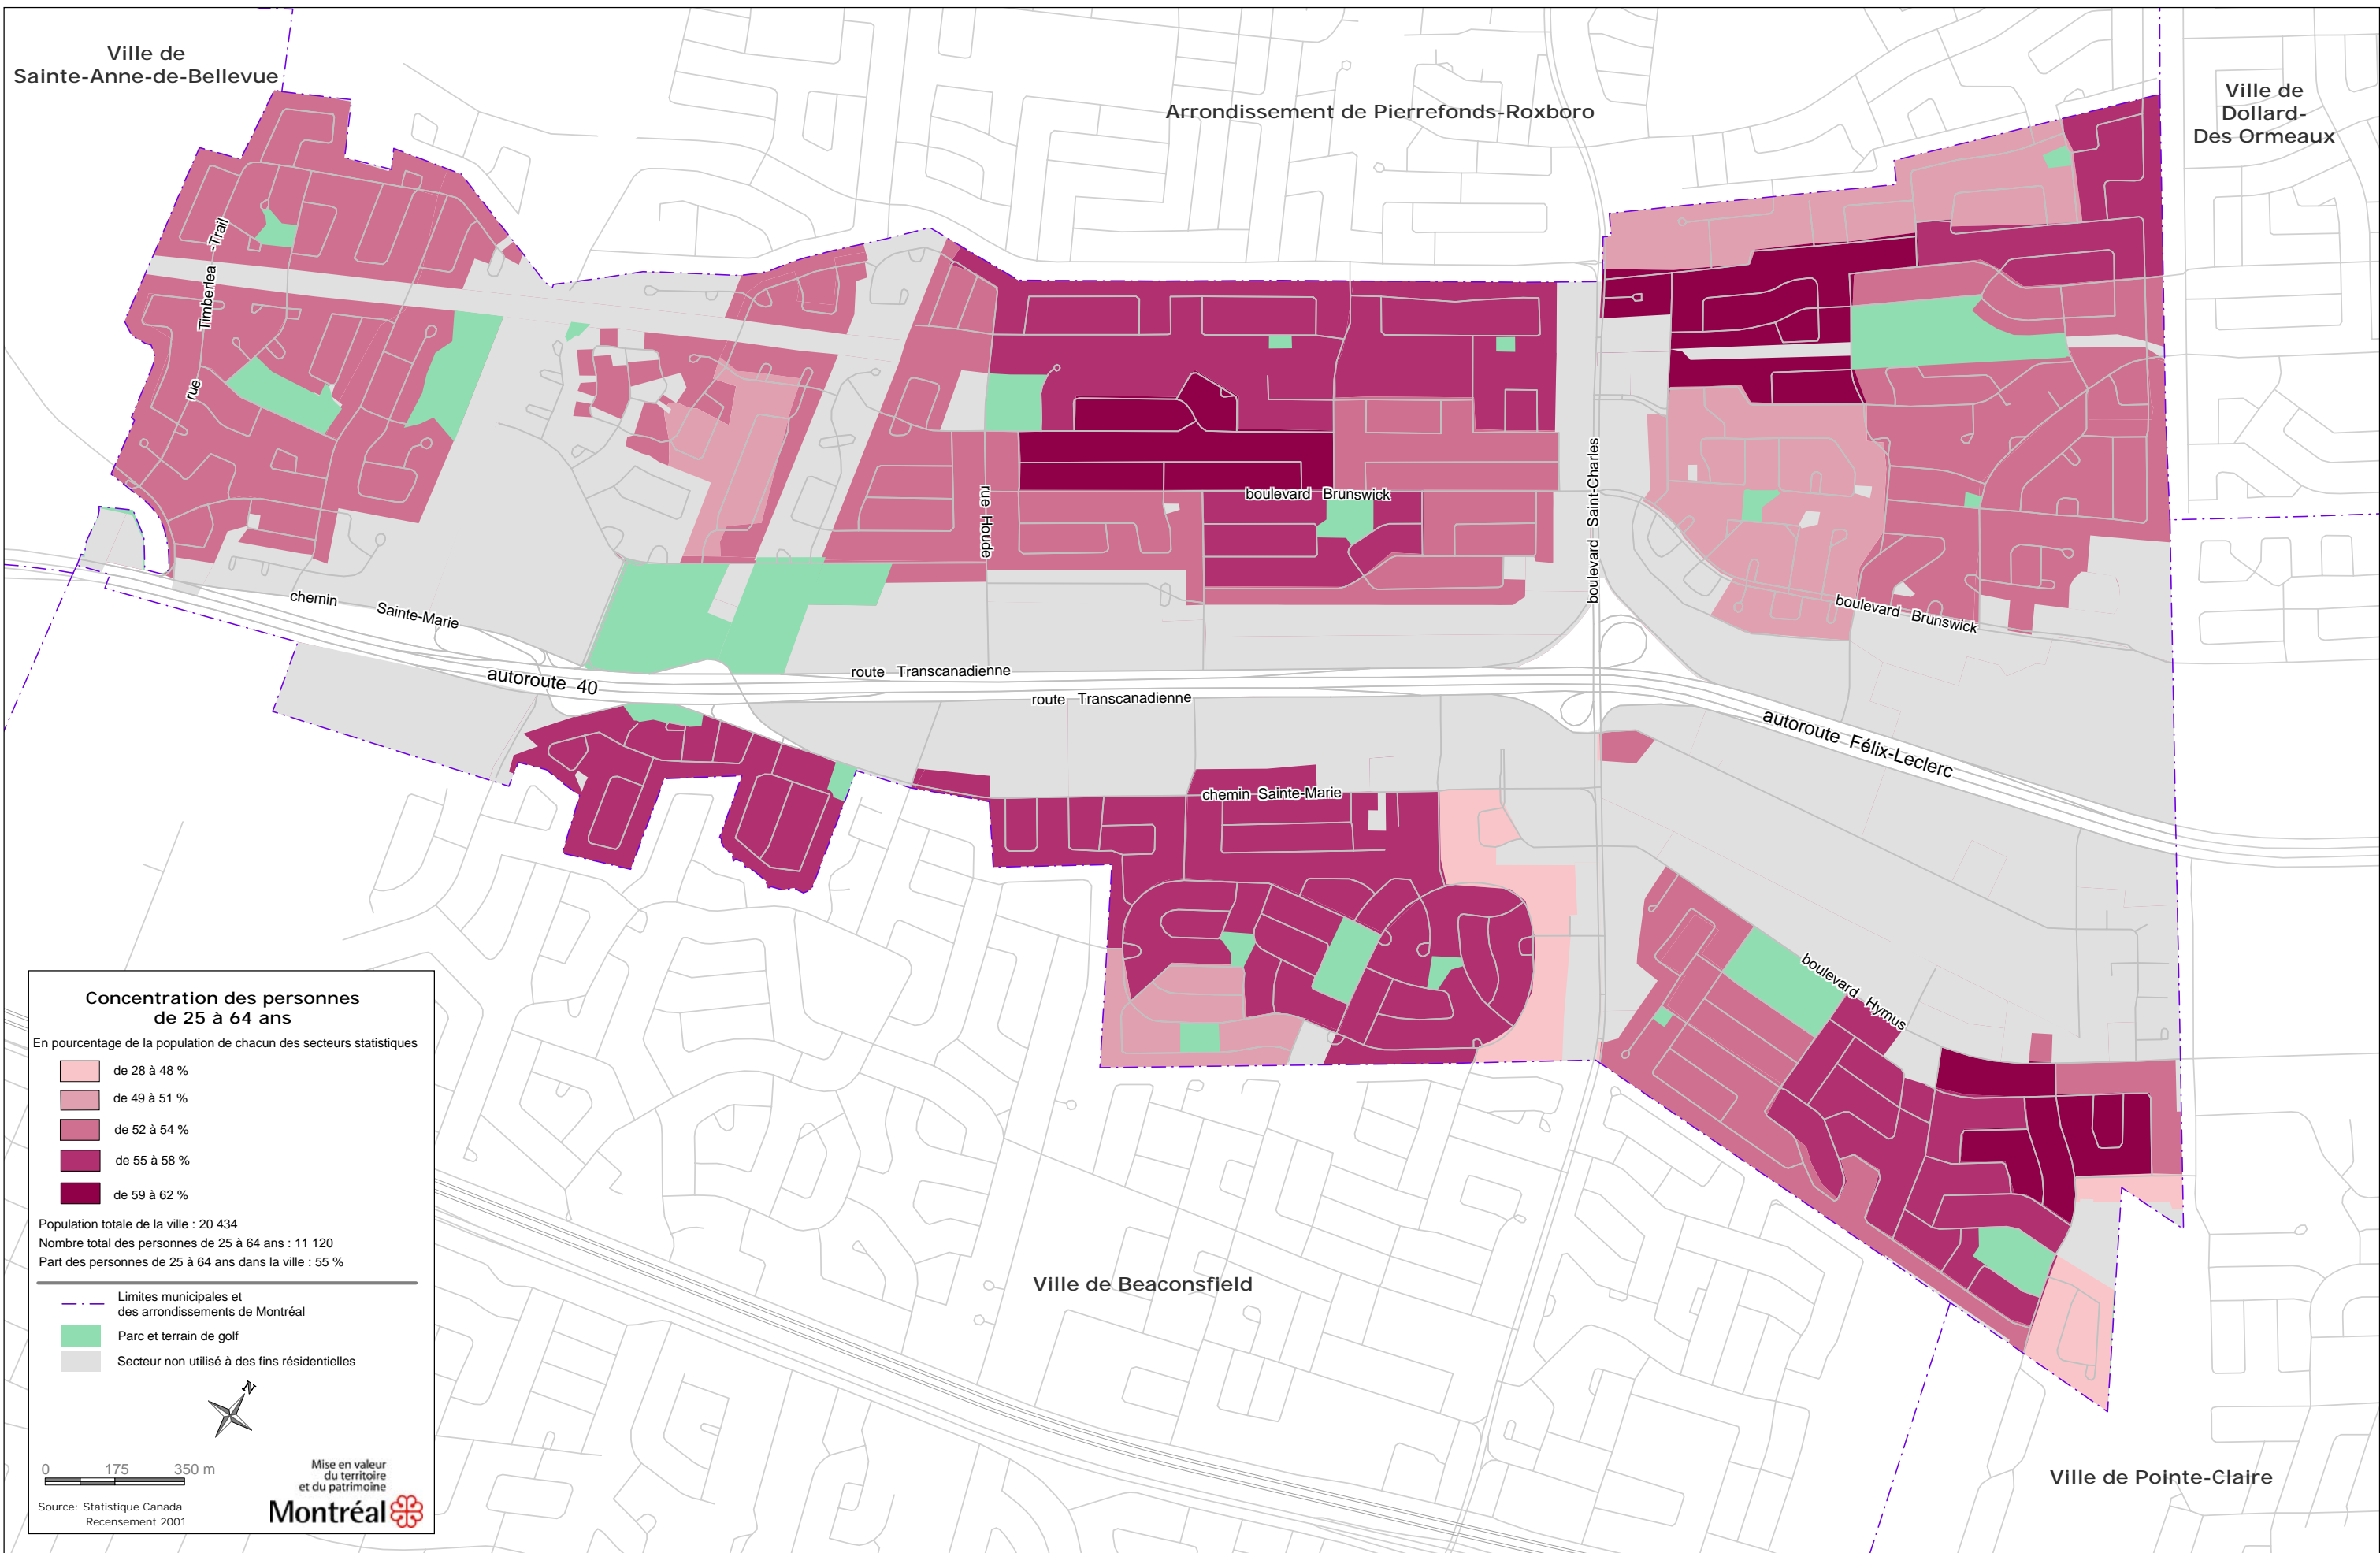 Ville de
Sainte-Anne-de-Bellevue
Arrondissement de Pierrefonds-Roxboro
Ville de
Dollard-
Des Ormeaux
rue Timberlea -Trail
rue Houde
boulevard Brunswick
boulevard Saint-Charles
boulevard Brunswick
chemin Sainte-Marie
autoroute 40
route Transcanadienne
route Transcanadienne
autoroute Félix-Leclerc
chemin Sainte-Marie
boulevard Hymus
Ville de Beaconsfield
Ville de Pointe-Claire
Concentration des personnes
de 25 à 64 ans
En pourcentage de la population de chacun des secteurs statistiques
de 28 à 48 %
de 49 à 51 %
de 52 à 54 %
de 55 à 58 %
de 59 à 62 %
Population totale de la ville : 20 434
Nombre total des personnes de 25 à 64 ans : 11 120
Part des personnes de 25 à 64 ans dans la ville : 55 %
Limites municipales et
des arrondissements de Montréal
Parc et terrain de golf
Secteur non utilisé à des fins résidentielles
N
0 175 350 m
Source: Statistique Canada
Recensement 2001
Mise en valeur
du territoire
et du patrimoine
Montréal